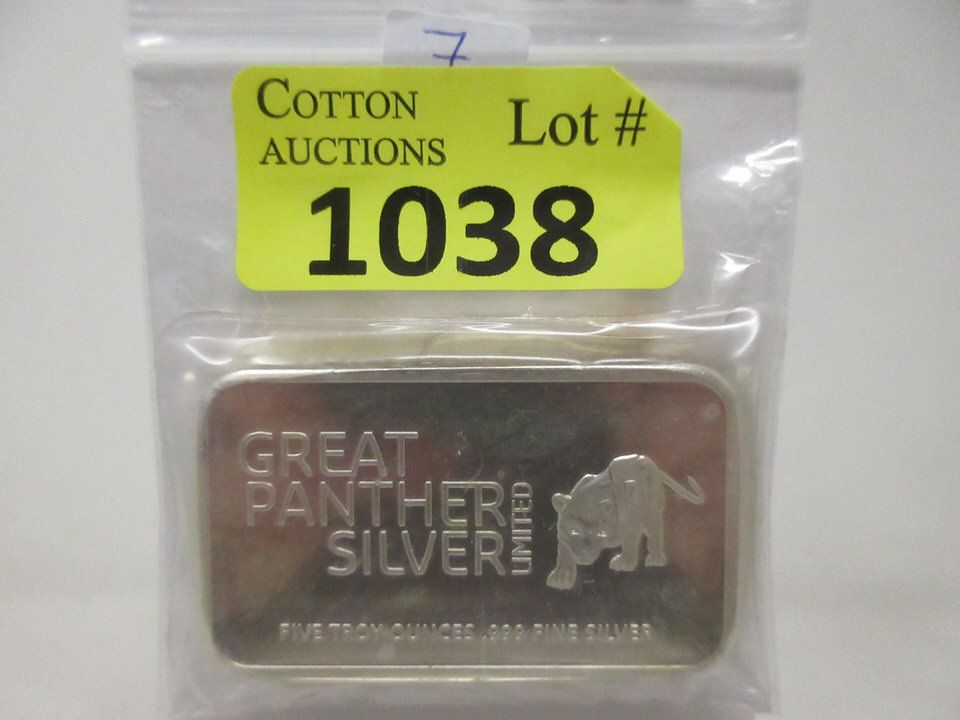 7
COTTON
AUCTIONS
Lot #
1038
GREAT
PANTHER
SILVER
LIMITED
FIVE TROY OUNCES .999 FINE SILVER